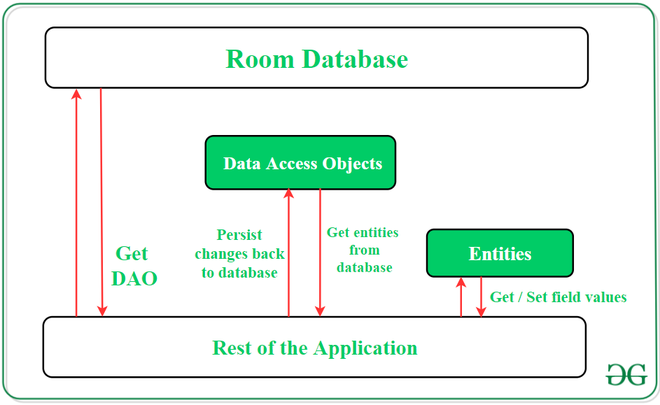 Room Database
Data Access Objects
Persist
changes back
to database
Get entities
from
database
Get
DAO
Entities
Get / Set field values
Rest of the Application